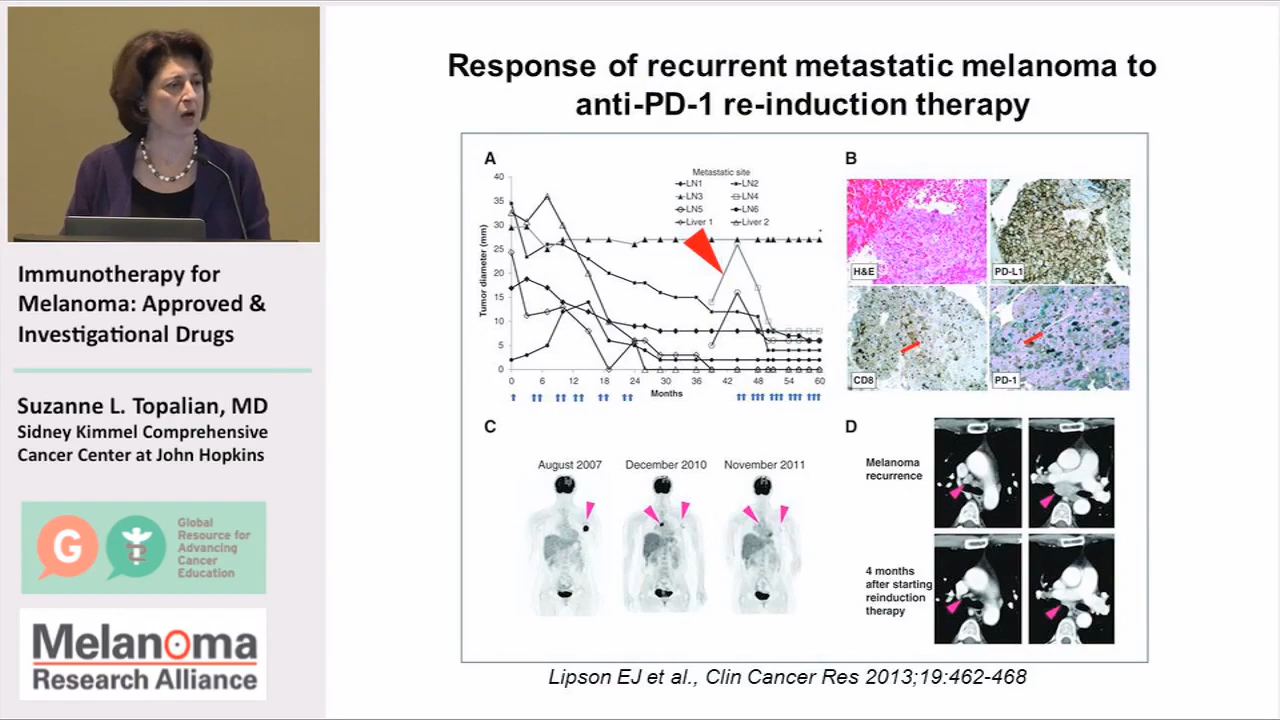 Response of recurrent metastatic melanoma to
anti-PD-1 re-induction therapy
Immunotherapy for
Melanoma: Approved &
Investigational Drugs
Suzanne L. Topalian, MD
Sidney Kimmel Comprehensive
Cancer Center at John Hopkins
G
Global
Resource for
Advancing
Cancer
Education
Melanoma
Research Alliance
A
Metastatic site
LN1
LN2
LN3
LN4
LN5
LN6
Liver 1
Liver 2
Tumor diameter (mm)
40
35
30
25
20
15
10
5
0
0 6 12 18 24 30 36 42 48 54 60
Months
B
H&E
PD-L1
CD8
PD-1
C
August 2007
December 2010
November 2011
D
Melanoma
recurrence
4 months
after starting
reinduction
therapy
Lipson EJ et al., Clin Cancer Res 2013;19:462-468